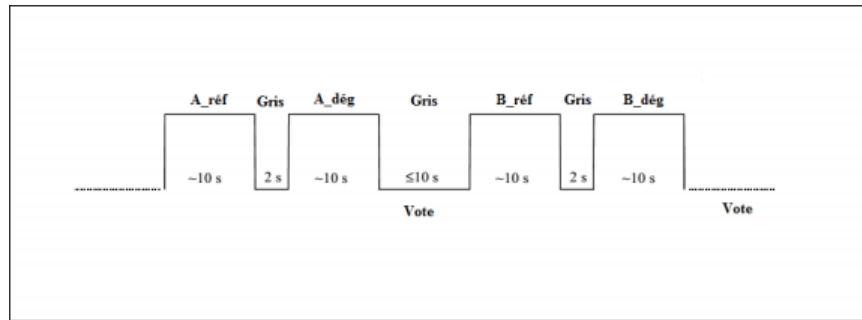 A_réf Gris A_dég Gris B_réf Gris B_dég
~10 s 2 s ~10 s ≤10 s ~10 s 2 s ~10 s
Vote Vote